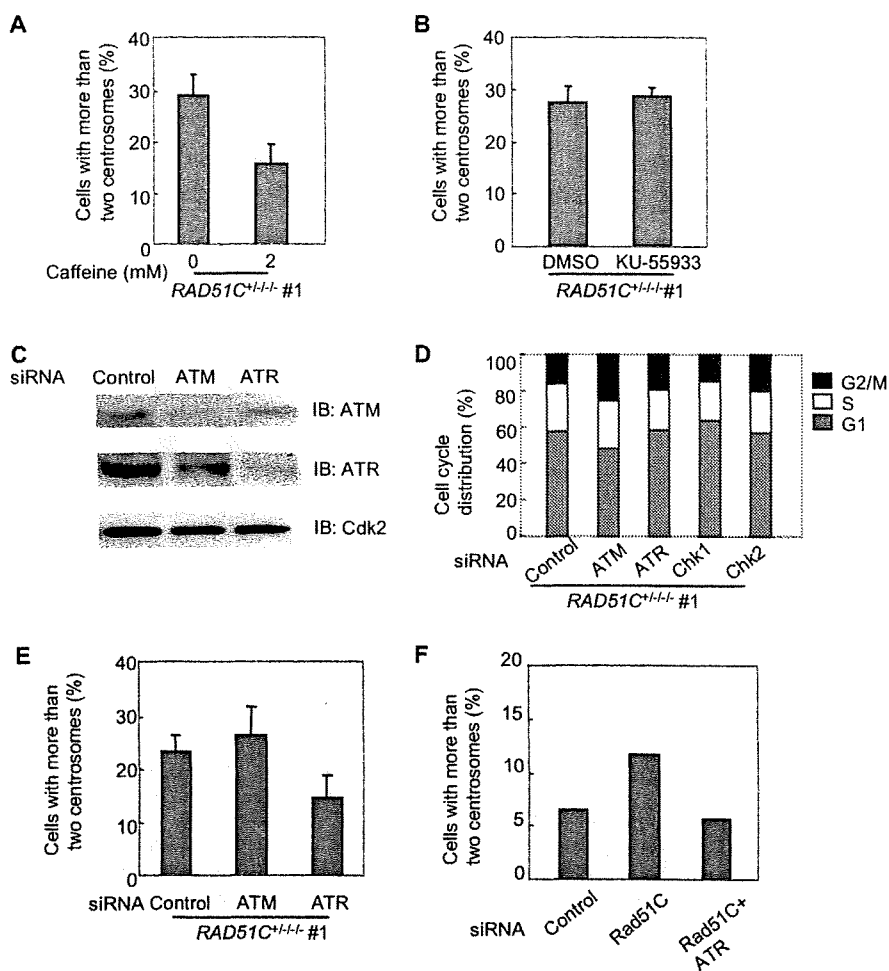 A
Cells with more than
two centrosomes (%)
40
30
20
10
0
Caffeine (mM)
0
2
RAD51C+/-/-/- #1
B
Cells with more than
two centrosomes (%)
40
30
20
10
0
DMSO KU-55933
RAD51C+/-/-/-#1
C
siRNA Control ATM ATR
IB: ATM
IB: ATR
IB: Cdk2
D
Cell cycle
distribution (%)
100
80
60
40
20
0
G2/M
S
G1
siRNA
Control
ATM
ATR
Chk1
Chk2
RAD51C+/-/-/- #1
E
Cells with more than
two centrosomes (%)
40
30
20
10
0
siRNA Control ATM ATR
RAD51C+/-/-/- #1
F
Cells with more than
two centrosomes (%)
20
15
10
5
0
siRNA
Control
Rad51C
Rad51C+
ATR